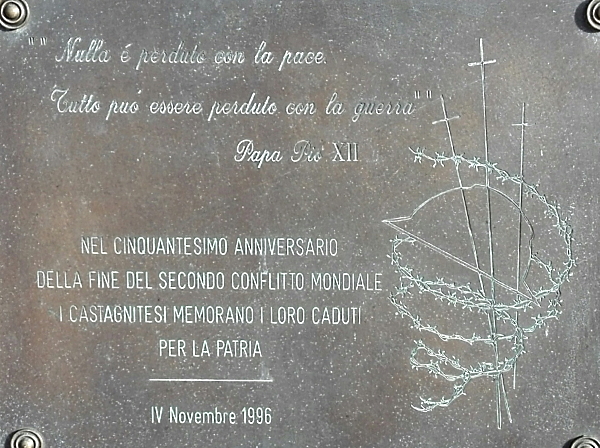 "" Nulla é perduto con la pace.
Tutto puó essere perduto con la guerra""
Papa Pio XII
NEL CINQUANTESIMO ANNIVERSARIO
DELLA FINE DEL SECONDO CONFLITTO MONDIALE
I CASTAGNITESI MEMORANO I LORO CADUTI
PER LA PATRIA
IV Novembre 1996